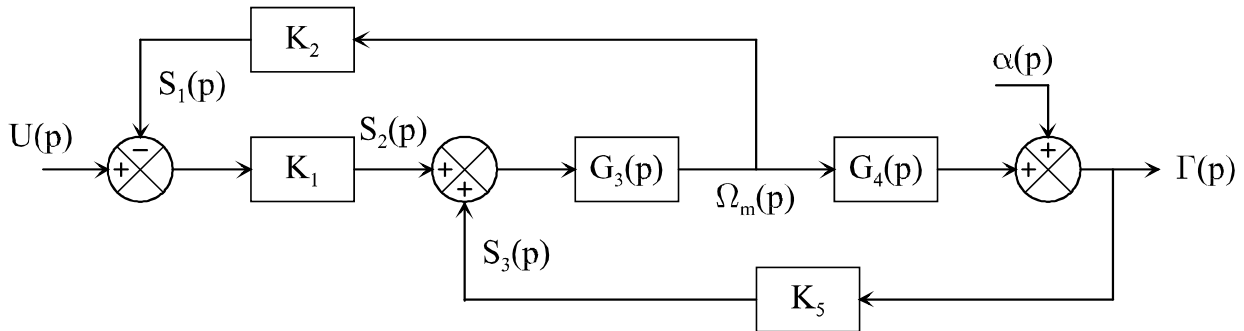 K₂
α(p)
S₁(p)
U(p)
−
+
K₁
S₂(p)
+
+
G₃(p)
Ωₘ(p)
G₄(p)
+
+
Γ(p)
S₃(p)
K₅